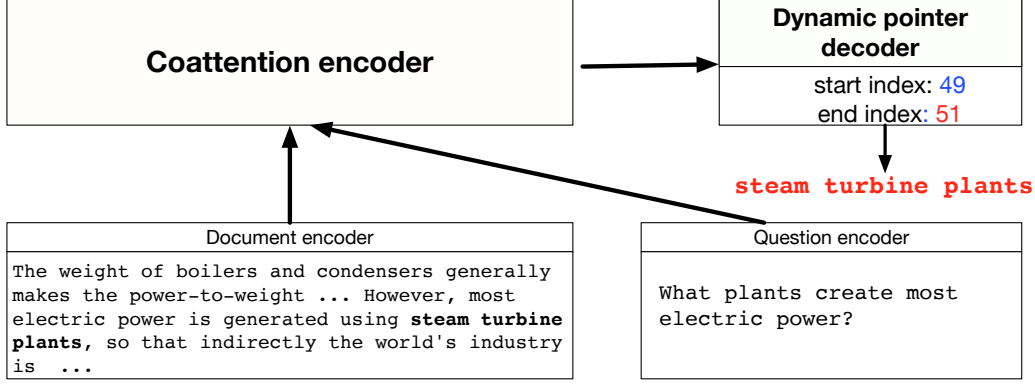 Coattention encoder
Dynamic pointer
decoder
start index: 49
end index: 51
steam turbine plants
Document encoder
The weight of boilers and condensers generally
makes the power-to-weight ... However, most
electric power is generated using steam turbine
plants, so that indirectly the world's industry
is ...
Question encoder
What plants create most
electric power?